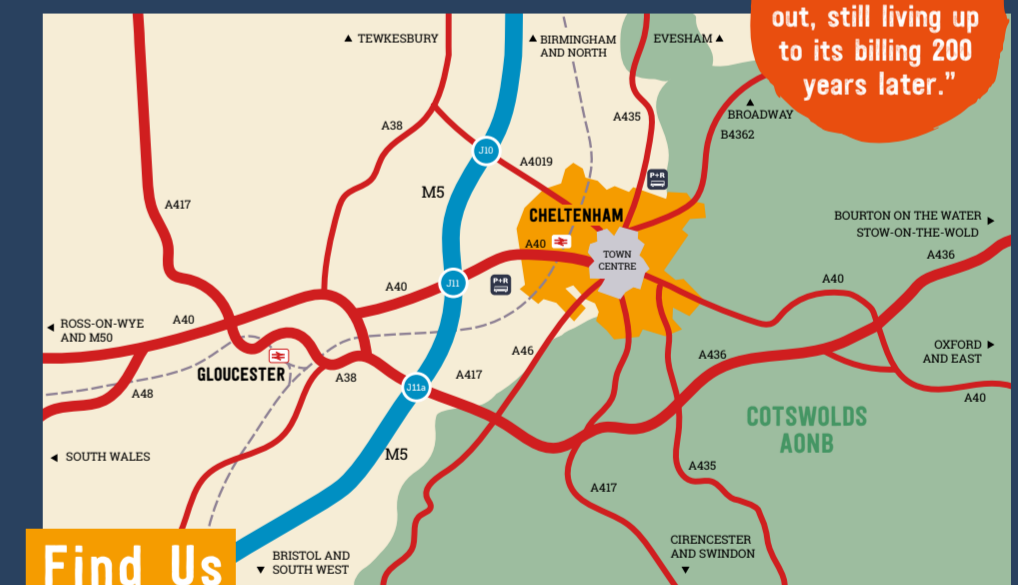 out, still living up
to its billing 200
years later.”
▲ TEWKESBURY
▲ BIRMINGHAM
AND NORTH
EVESHAM ▲
▲
BROADWAY
B4362
A435
A38
J10
A4019
P+R
M5
A417
CHELTENHAM
BOURTON ON THE WATER ▶
STOW-ON-THE-WOLD
A436
A40
TOWN
CENTRE
J11
P+R
A40
A40
A40
◀ ROSS-ON-WYE
AND M50
A46
A436
OXFORD ▶
AND EAST
GLOUCESTER
A38
J11a
A417
A48
A40
COTSWOLDS
AONB
◀ SOUTH WALES
M5
A435
A417
Find Us
BRISTOL AND
▼ SOUTH WEST
CIRENCESTER
AND SWINDON
▼